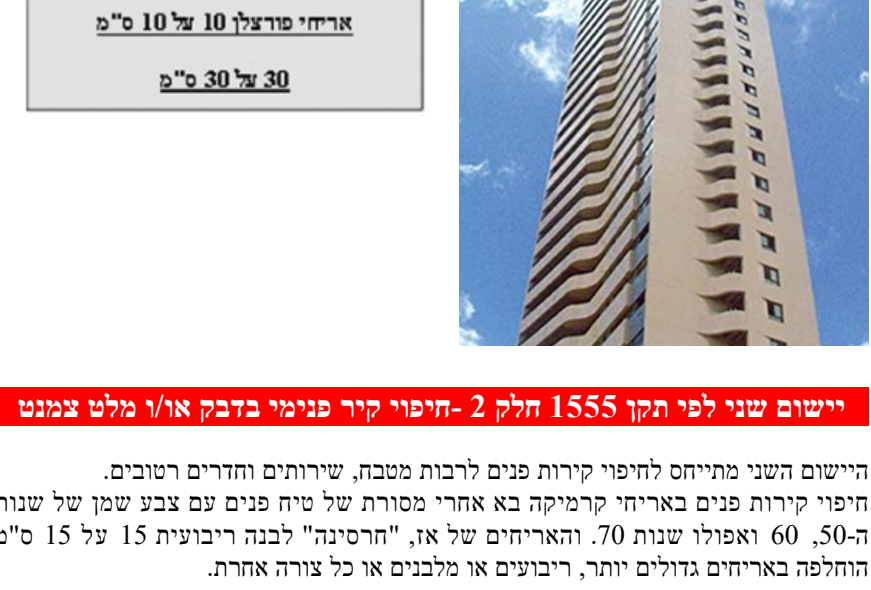 אריחי פורצלן 10 על 10 ס"מ
30 על 30 ס"מ
יישום שני לפי תקן 1555 חלק 2 -חיפוי קיר פנימי בדבק או/ו מלט צמנט
היישום השני מתייחס לחיפוי קירות פנים לרבות מטבח, שירותים וחדרים רטובים.
חיפוי קירות פנים באריחי קרמיקה בא אחרי מסורת של טיח פנים עם צבע שמן של שנות
ה-50, 60 ואפולו שנות 70. והאריחים של אז, "חרסינה" לבנה ריבועית 15 על 15 ס"מ
הוחלפה באריחים גדולים יותר, ריבועים או מלבנים או כל צורה אחרת.